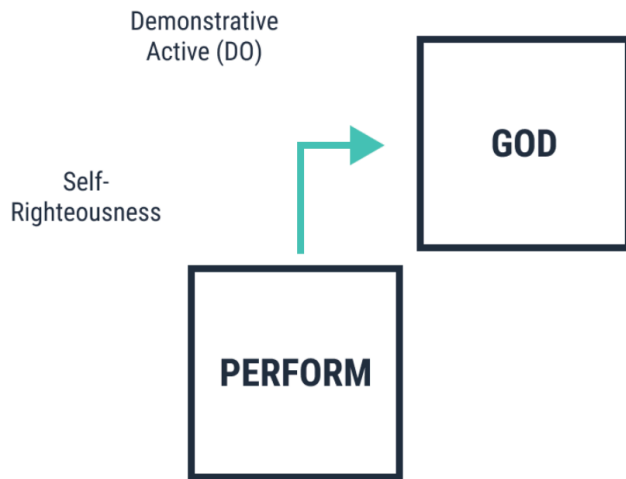 Demonstrative
Active (DO)
GOD
Self-
Righteousness
PERFORM